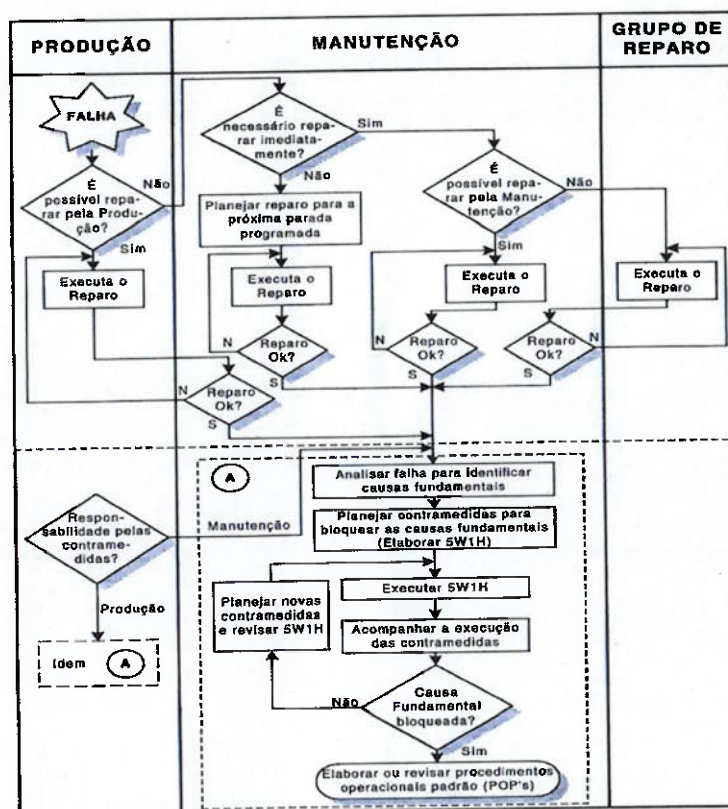 PRODUÇÃO
MANUTENÇÃO
GRUPO DE
REPARO
FALHA
É
necessário repa-
rar imediata-
mente?
Sim
Não
É
possível reparar
rar pela Produ-
ção?
Não
Sim
Planejar reparo para a
próxima parada
programada
É
possível repa-
rar pela Manuten-
ção?
Não
Sim
Executa o
Reparo
Executa o
Reparo
Executa o
Reparo
Executa o
Reparo
N
Reparo
Ok?
S
N
Reparo
Ok?
S
Reparo
Ok?
N
S
N
Reparo
Ok?
S
A
Analisar falha para identificar
causas fundamentais
Respon-
sabilidade pelas
contrame-
didas?
Manutenção
Produção
Idem A
Planejar contramedidas para
bloquear as causas fundamentais
(Elaborar 5W1H)
Planejar novas
contramedidas
e revisar 5W1H
Executar 5W1H
Acompanhar a execução
das contramedidas
Causa
Fundamental
bloqueada?
Não
Sim
Elaborar ou revisar procedimentos
operacionais padrão (POP's)